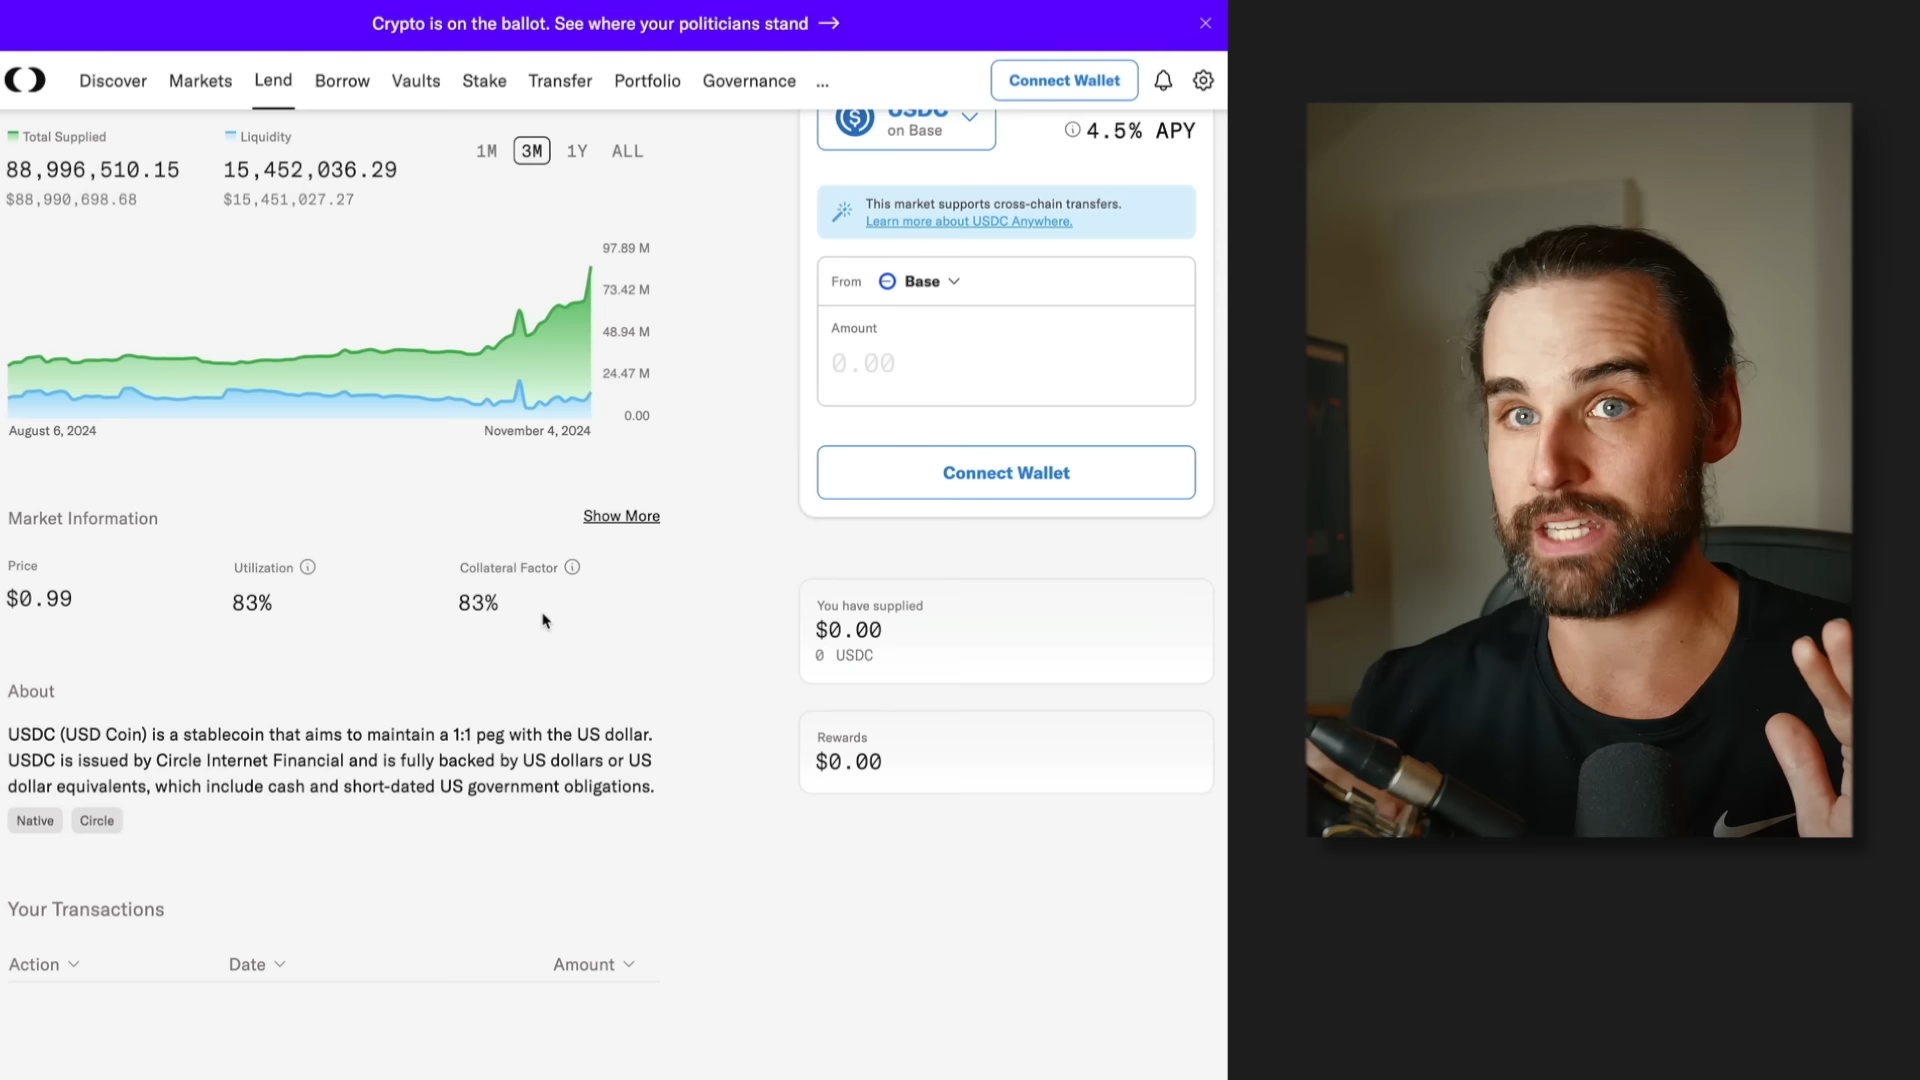 Crypto is on the ballot. See where your politicians stand →
Discover Markets Lend Borrow Vaults Stake Transfer Portfolio Governance ... Connect Wallet
Total Supplied
88,996,510.15
$88,990,698.68
Liquidity
15,452,036.29
$15,451,027.27
1M 3M 1Y ALL
97.89 M
73.42 M
48.94 M
24.47 M
0.00
August 6, 2024 November 4, 2024
Market Information Show More
Price
$0.99
Utilization
83%
Collateral Factor
83%
About
USDC (USD Coin) is a stablecoin that aims to maintain a 1:1 peg with the US dollar.
USDC is issued by Circle Internet Financial and is fully backed by US dollars or US
dollar equivalents, which include cash and short-dated US government obligations.
Native Circle
Your Transactions
Action Date Amount
USDC
on Base
4.5% APY
This market supports cross-chain transfers.
Learn more about USDC Anywhere.
From Base
Amount
0.00
Connect Wallet
You have supplied
$0.00
0 USDC
Rewards
$0.00